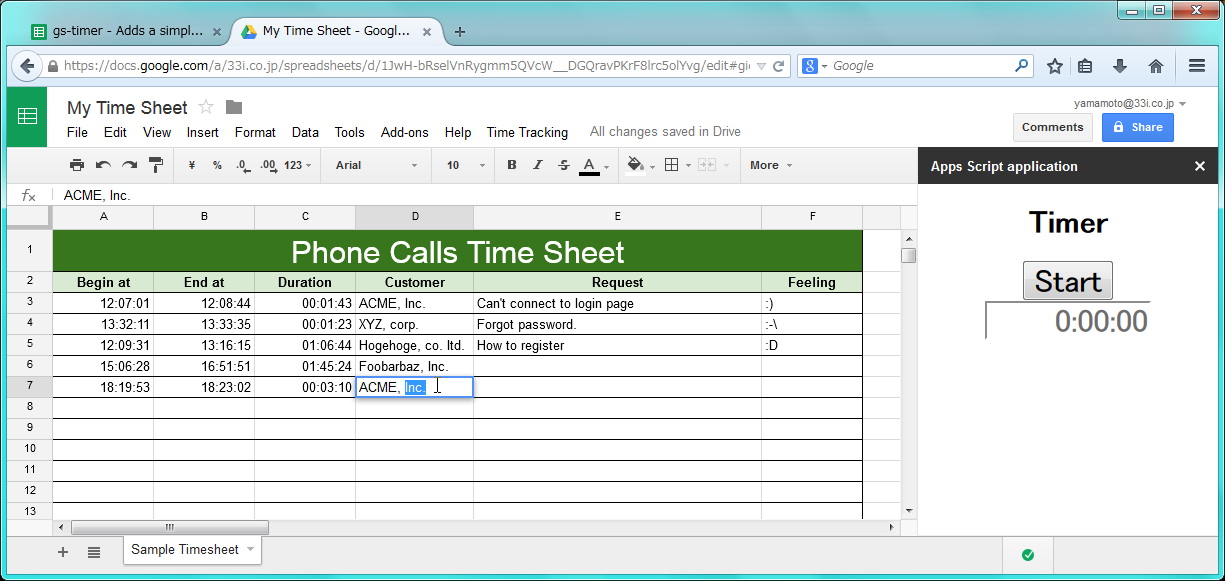 gs-timer - Adds a simpl...
My Time Sheet - Googl...
https://docs.google.com/a/33i.co.jp/spreadsheets/d/1JwH-bRselVnRygmm5QVcW__DGQravPKrF8lrc5olYvg/edit#gi
8 Google
My Time Sheet
yamamoto@33i.co.jp
File Edit View Insert Format Data Tools Add-ons Help Time Tracking All changes saved in Drive
Comments Share
¥ % .0 .00 123 Arial 10 B I S A More
Apps Script application
fx ACME, Inc.
A B C D E F
1 Phone Calls Time Sheet
2 Begin at End at Duration Customer Request Feeling
3 12:07:01 12:08:44 00:01:43 ACME, Inc. Can't connect to login page :)
4 13:32:11 13:33:35 00:01:23 XYZ, corp. Forgot password. :-\
5 12:09:31 13:16:15 01:06:44 Hogehoge, co. ltd. How to register :D
6 15:06:28 16:51:51 01:45:24 Foobarbaz, Inc.
7 18:19:53 18:23:02 00:03:10 ACME, Inc.
8
9
10
11
12
13
Timer
Start
0:00:00
Sample Timesheet